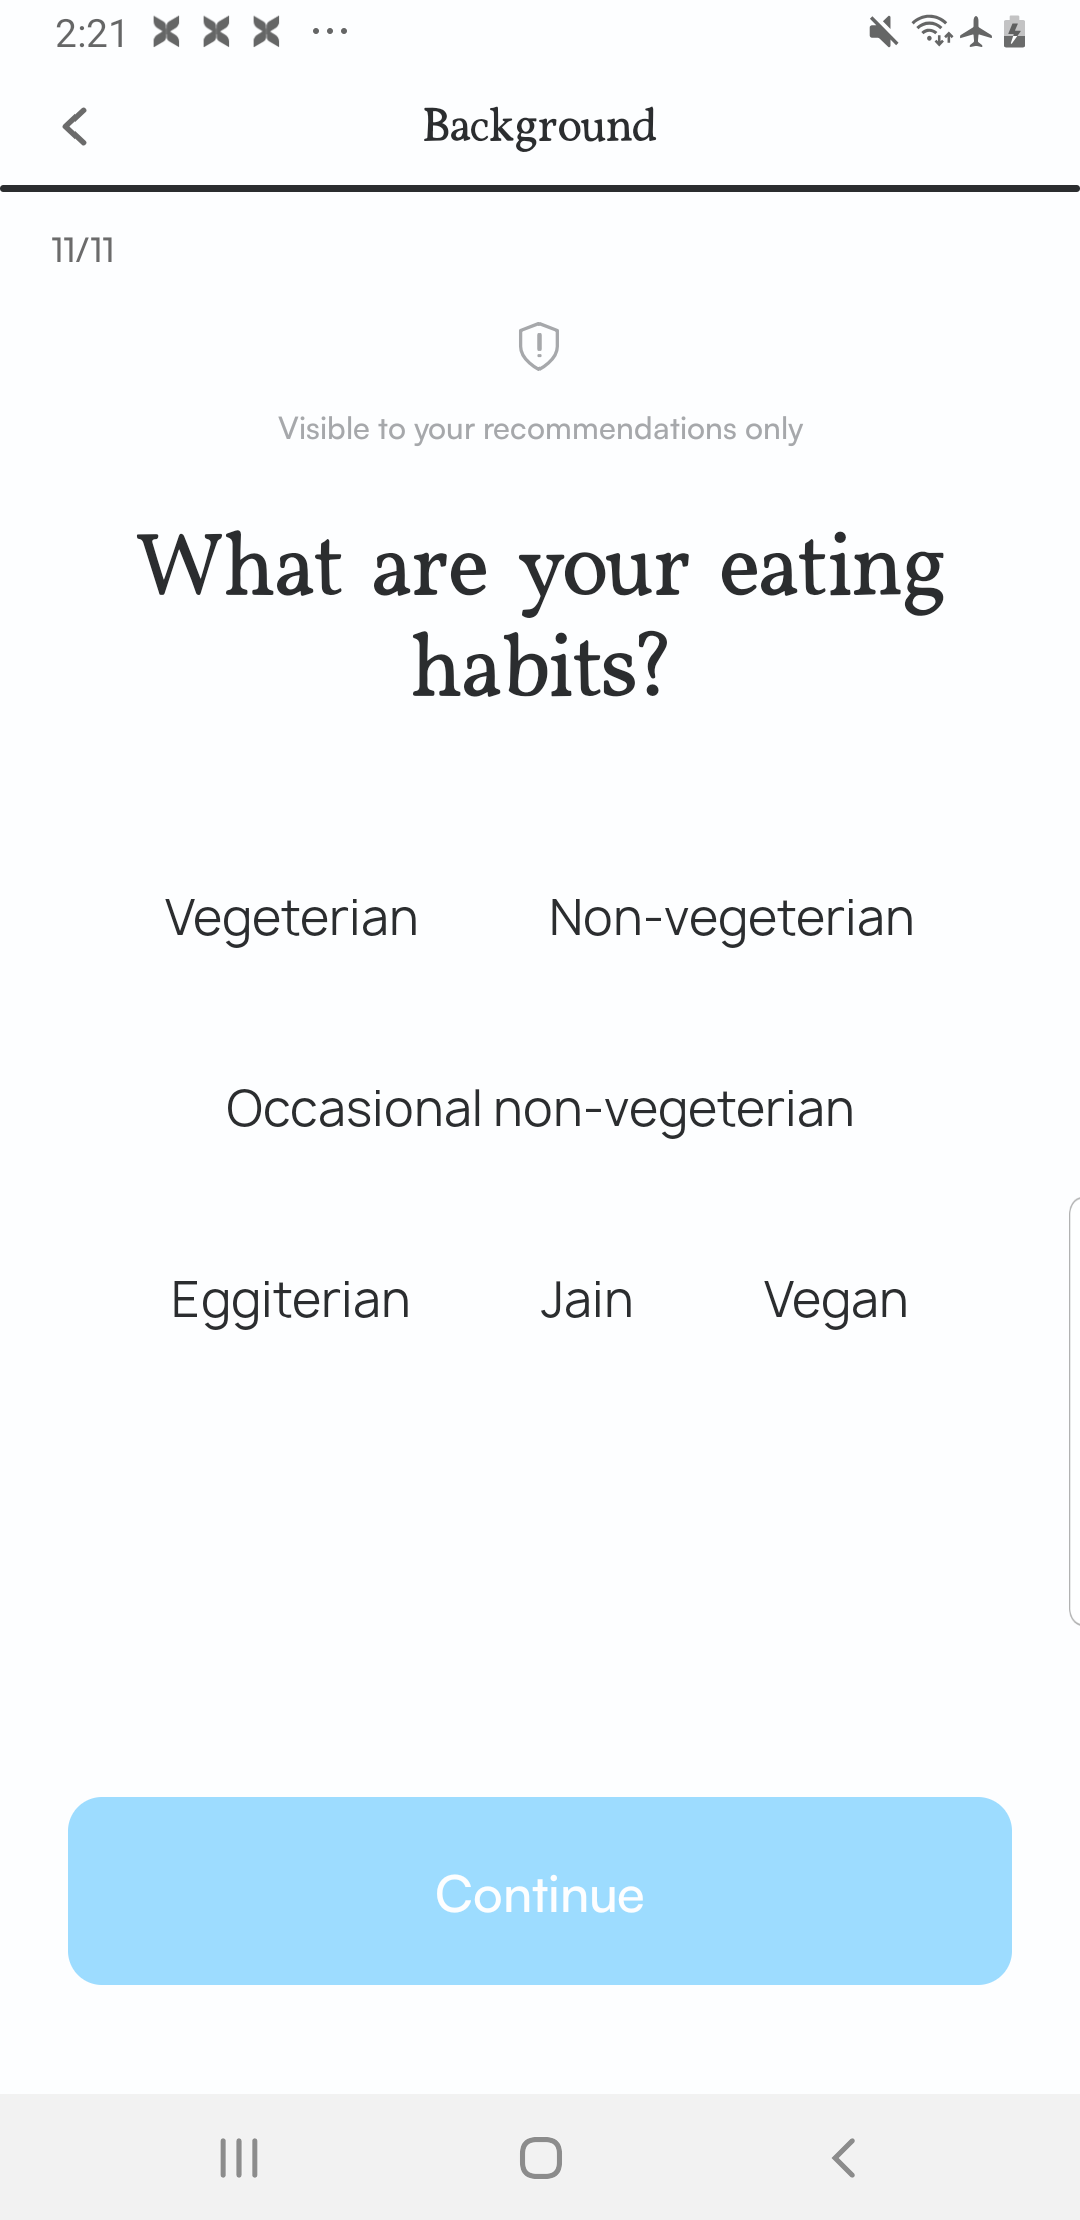 2:21
Background
11/11
Visible to your recommendations only
What are your eating
habits?
Vegeterian Non-vegeterian
Occasional non-vegeterian
Eggiterian Jain Vegan
Continue